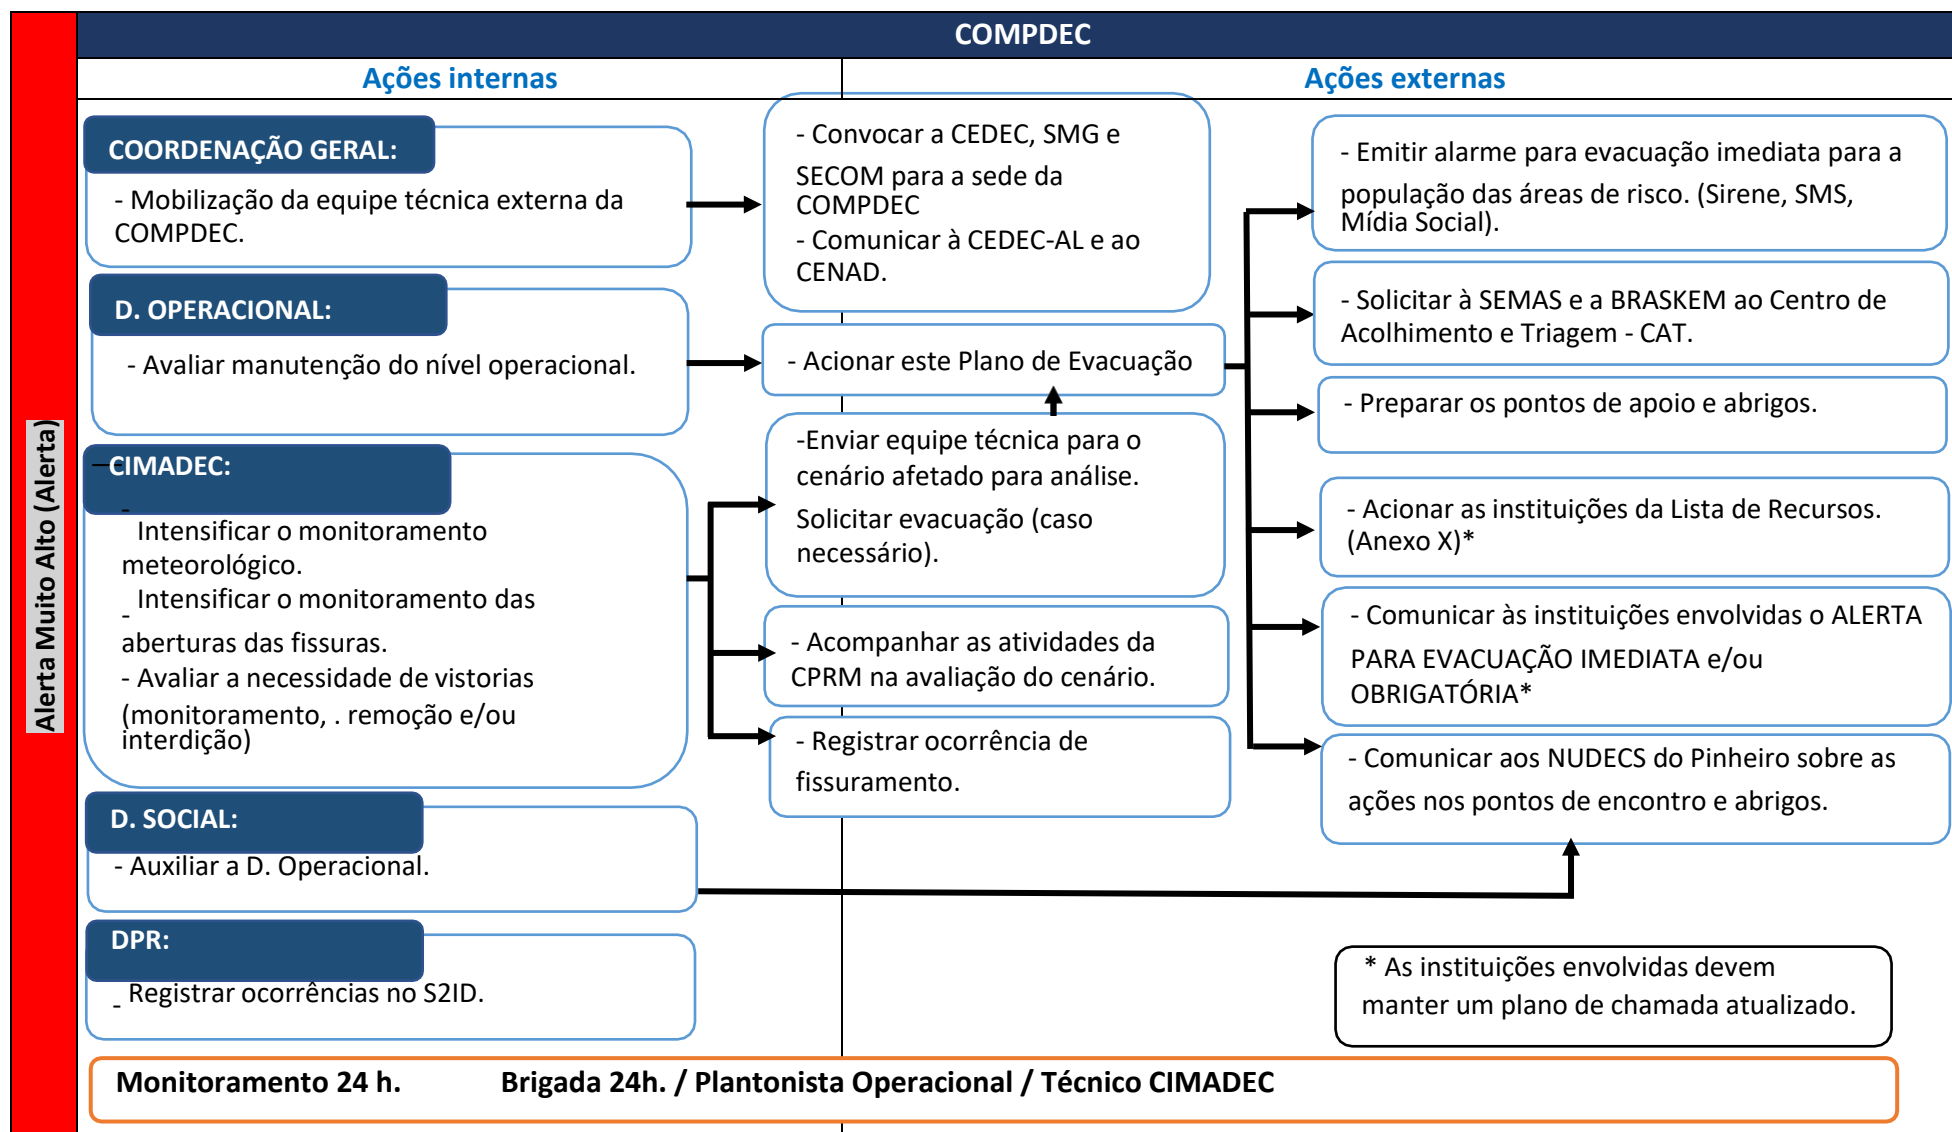 COMPDEC
Ações internas
Ações externas
Alerta Muito Alto (Alerta)
COORDENAÇÃO GERAL:
- Mobilização da equipe técnica externa da
COMPDEC.
D. OPERACIONAL:
- Avaliar manutenção do nível operacional.
CIMADEC:
- Intensificar o monitoramento
meteorológico.
- Intensificar o monitoramento das
aberturas das fissuras.
- Avaliar a necessidade de vistorias
(monitoramento, . remoção e/ou
interdição)
D. SOCIAL:
- Auxiliar a D. Operacional.
DPR:
- Registrar ocorrências no S2ID.
- Convocar a CEDEC, SMG e
SECOM para a sede da
COMPDEC
- Comunicar à CEDEC-AL e ao
CENAD.
- Acionar este Plano de Evacuação
-Enviar equipe técnica para o
cenário afetado para análise.
Solicitar evacuação (caso
necessário).
- Acompanhar as atividades da
CPRM na avaliação do cenário.
- Registrar ocorrência de
fissuramento.
- Emitir alarme para evacuação imediata para a
população das áreas de risco. (Sirene, SMS,
Mídia Social).
- Solicitar à SEMAS e a BRASKEM ao Centro de
Acolhimento e Triagem - CAT.
- Preparar os pontos de apoio e abrigos.
- Acionar as instituições da Lista de Recursos.
(Anexo X)*
- Comunicar às instituições envolvidas o ALERTA
PARA EVACUAÇÃO IMEDIATA e/ou
OBRIGATÓRIA*
- Comunicar aos NUDECS do Pinheiro sobre as
ações nos pontos de encontro e abrigos.
* As instituições envolvidas devem
manter um plano de chamada atualizado.
Monitoramento 24 h. Brigada 24h. / Plantonista Operacional / Técnico CIMADEC